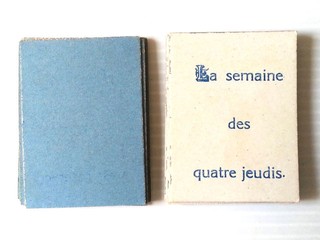 La semaine
des
quatre jeudis.